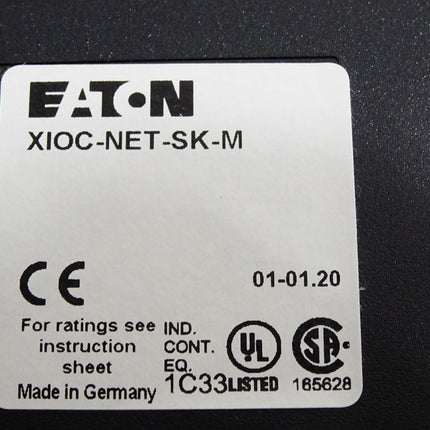 EATON
XIOC-NET-SK-M
CE
01-01.20
For ratings see
instruction
sheet
Made in Germany
IND.
CONT.
EQ.
1C33
UL
LISTED
SA
165628